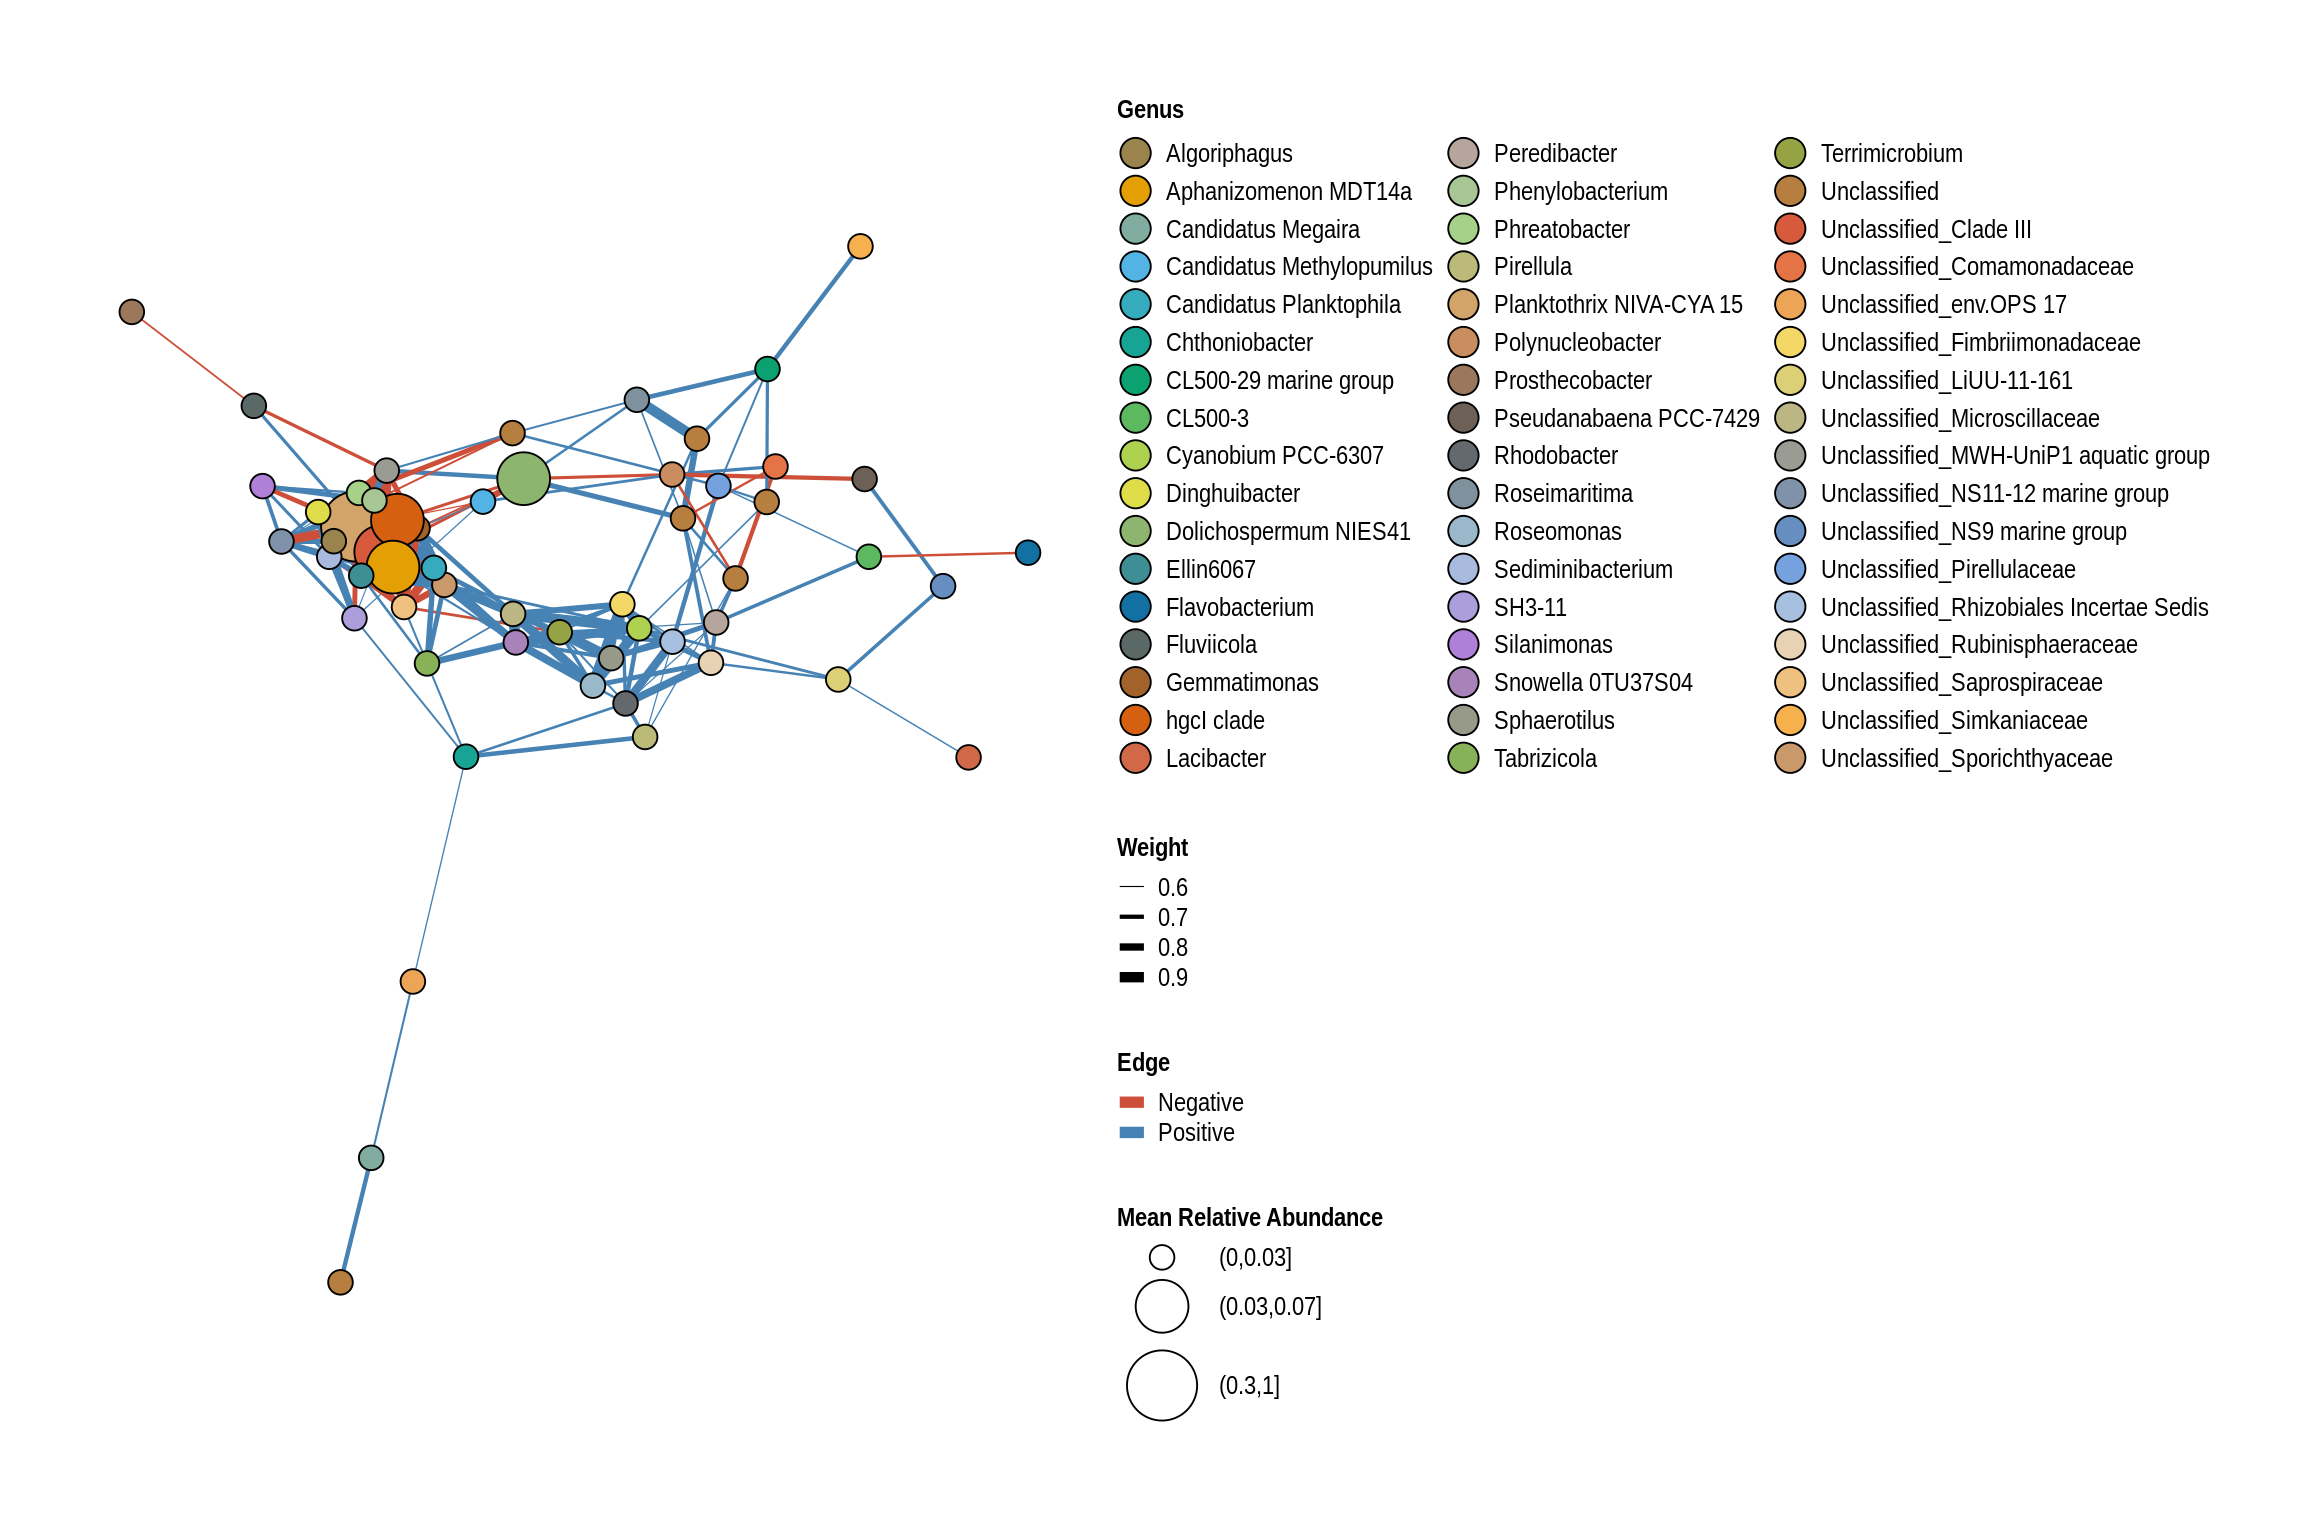 Genus
Algoriphagus
Aphanizomenon MDT14a
Candidatus Megaira
Candidatus Methylopumilus
Candidatus Planktophila
Chthoniobacter
CL500-29 marine group
CL500-3
Cyanobium PCC-6307
Dinghuibacter
Dolichospermum NIES41
Ellin6067
Flavobacterium
Fluviicola
Gemmatimonas
hgcI clade
Lacibacter
Peredibacter
Phenylobacterium
Phreatobacter
Pirellula
Planktothrix NIVA-CYA 15
Polynucleobacter
Prosthecobacter
Pseudanabaena PCC-7429
Rhodobacter
Roseimaritima
Roseomonas
Sediminibacterium
SH3-11
Silanimonas
Snowella 0TU37S04
Sphaerotilus
Tabrizicola
Terrimicrobium
Unclassified
Unclassified_Clade III
Unclassified_Comamonadaceae
Unclassified_env.OPS 17
Unclassified_Fimbriimonadaceae
Unclassified_LiUU-11-161
Unclassified_Microscillaceae
Unclassified_MWH-UniP1 aquatic group
Unclassified_NS11-12 marine group
Unclassified_NS9 marine group
Unclassified_Pirellulaceae
Unclassified_Rhizobiales Incertae Sedis
Unclassified_Rubinisphaeraceae
Unclassified_Saprospiraceae
Unclassified_Simkaniaceae
Unclassified_Sporichthyaceae
Weight
0.6
0.7
0.8
0.9
Edge
Negative
Positive
Mean Relative Abundance
(0,0.03]
(0.03,0.07]
(0.3,1]